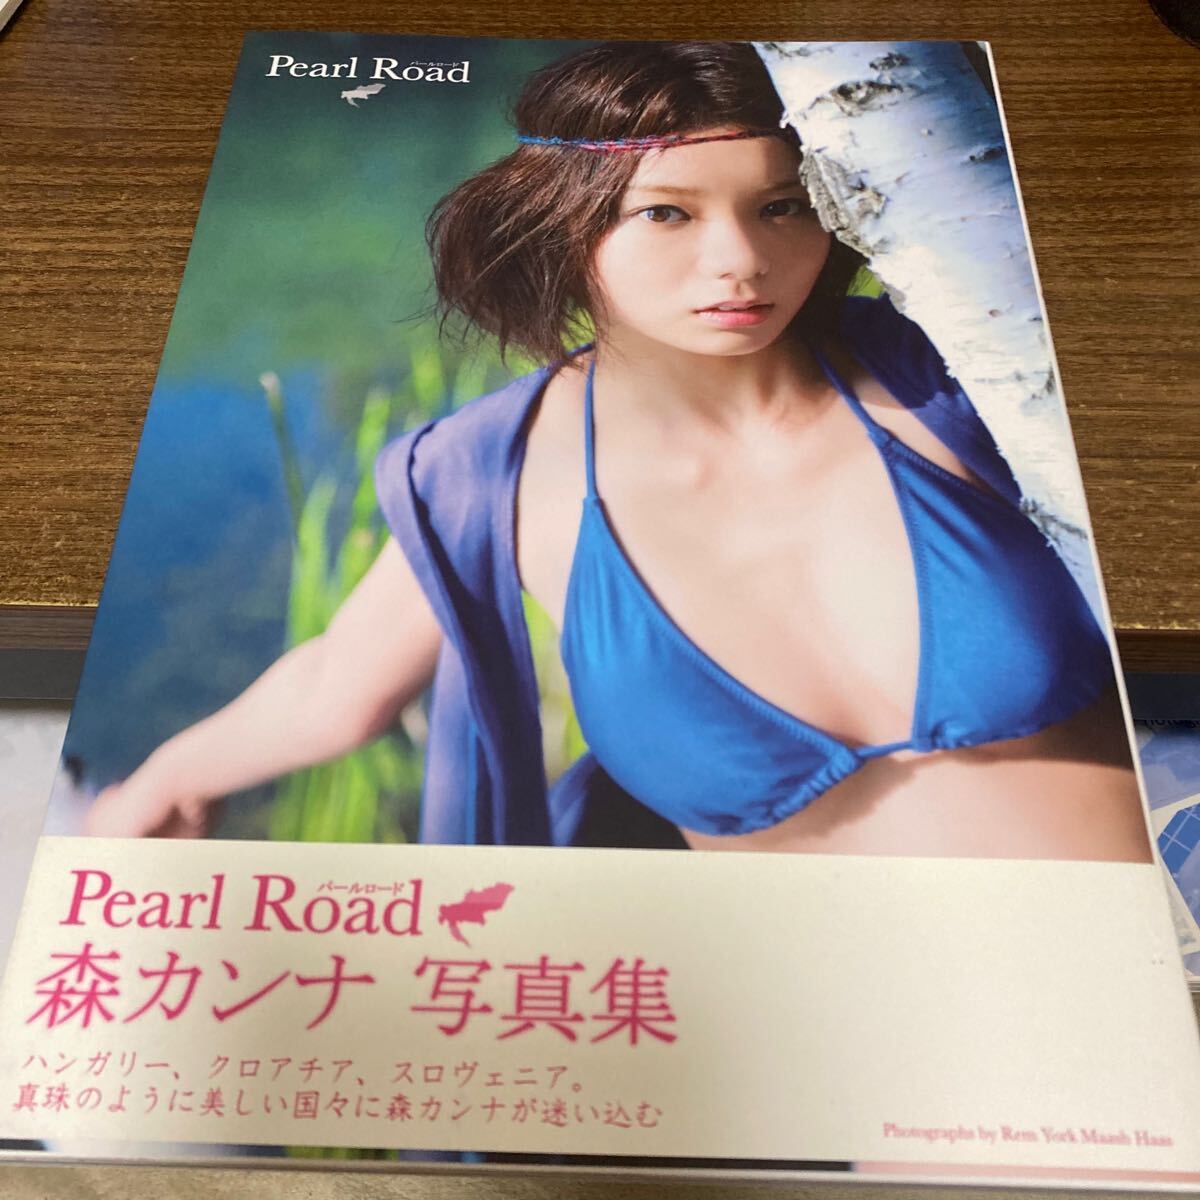 Pearl Road
パールロード
Pearl Road
パールロード
森カンナ 写真集
ハンガリー、クロアチア、スロヴェニア。
真珠のように美しい国々に森カンナが迷い込む
Photographs by Rem York Maash Haas